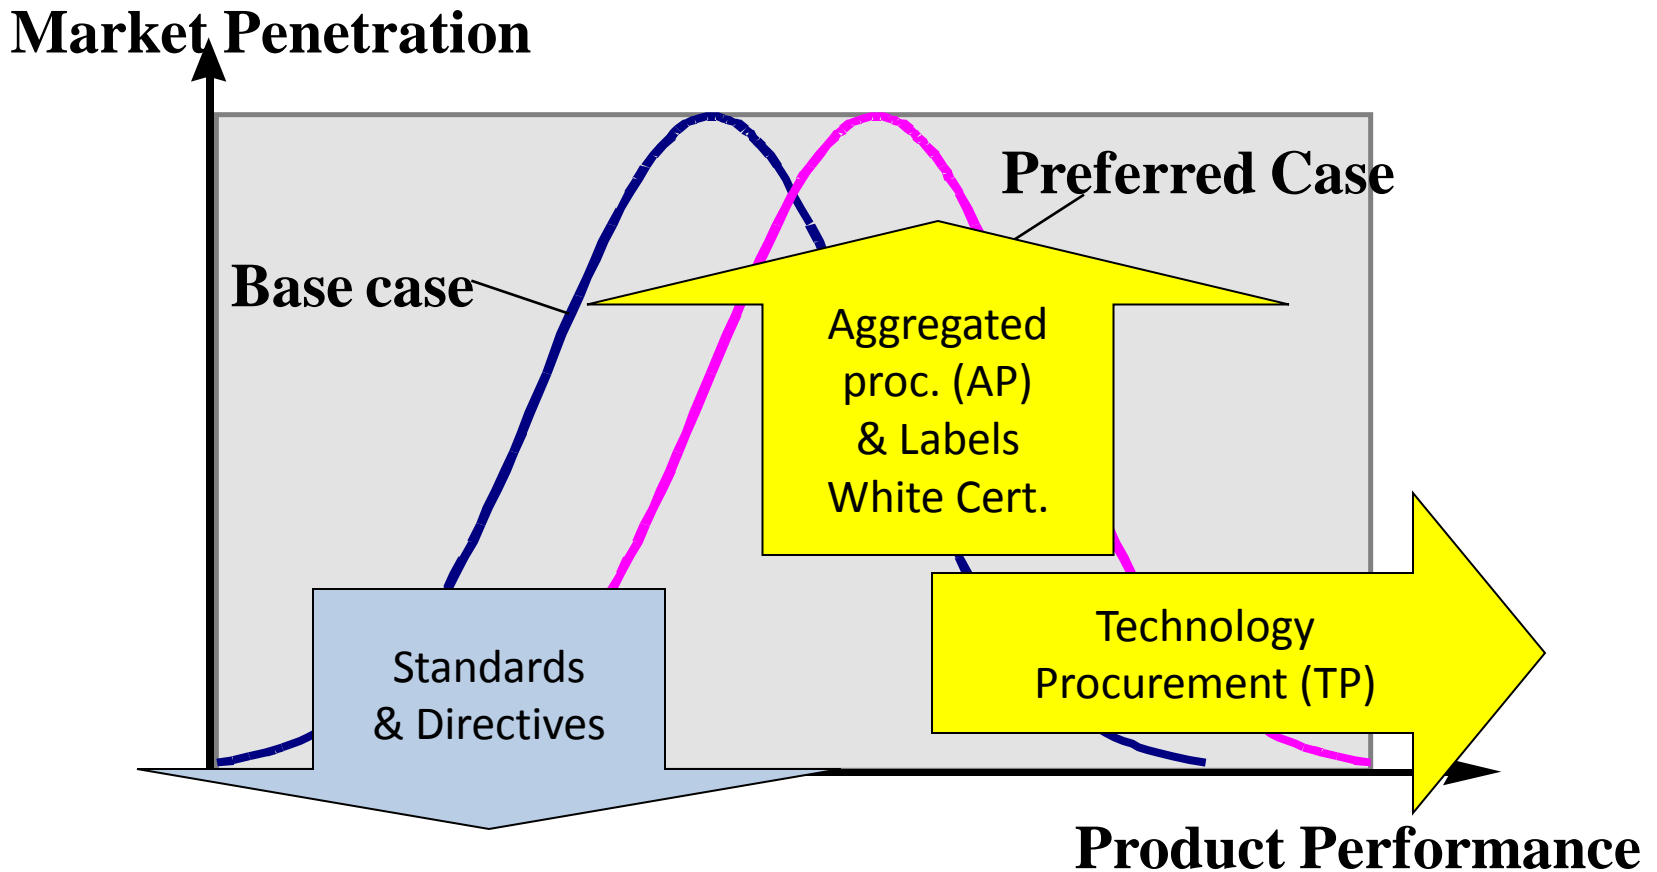 Market Penetration
Preferred Case
Base case
Aggregated
proc. (AP)
& Labels
White Cert.
Technology
Procurement (TP)
Standards
& Directives
Product Performance